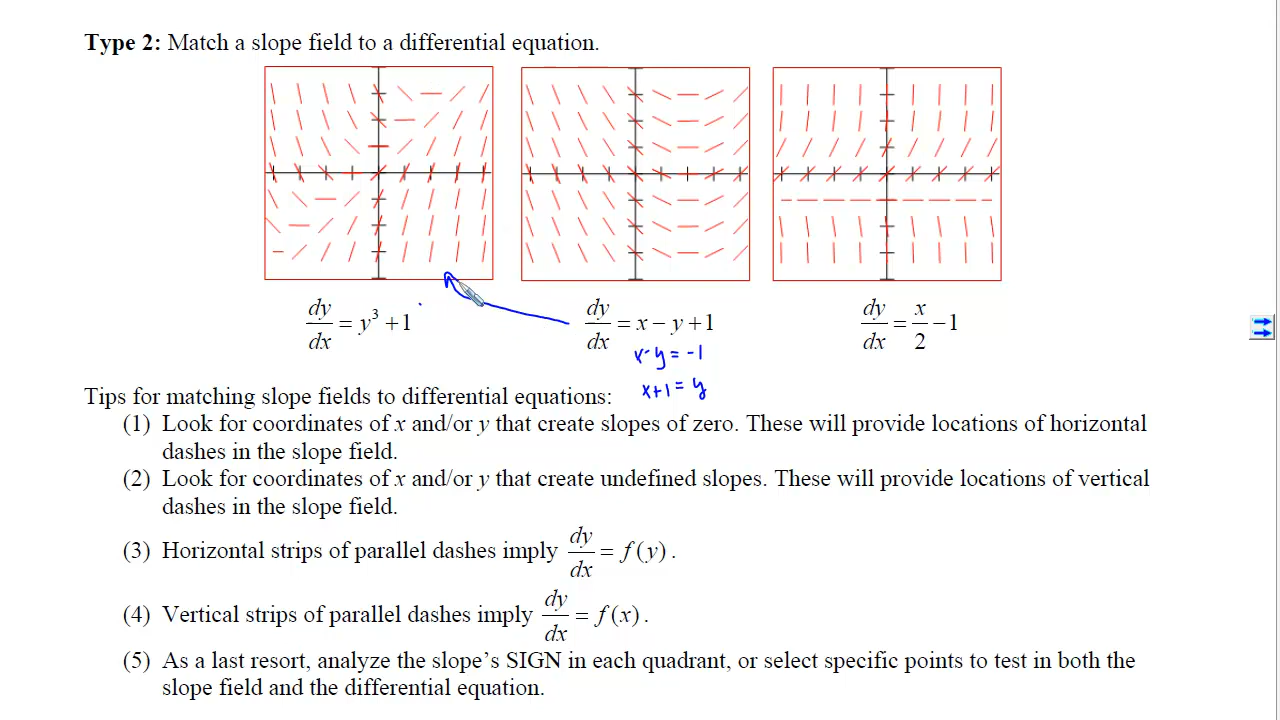 Type 2: Match a slope field to a differential equation.
dy/dx = y³ + 1
dy/dx = x − y + 1
dy/dx = x/2 − 1
x - y = -1
x + 1 = y
Tips for matching slope fields to differential equations:
(1) Look for coordinates of x and/or y that create slopes of zero. These will provide locations of horizontal
dashes in the slope field.
(2) Look for coordinates of x and/or y that create undefined slopes. These will provide locations of vertical
dashes in the slope field.
(3) Horizontal strips of parallel dashes imply dy/dx = f(y).
(4) Vertical strips of parallel dashes imply dy/dx = f(x).
(5) As a last resort, analyze the slope's SIGN in each quadrant, or select specific points to test in both the
slope field and the differential equation.